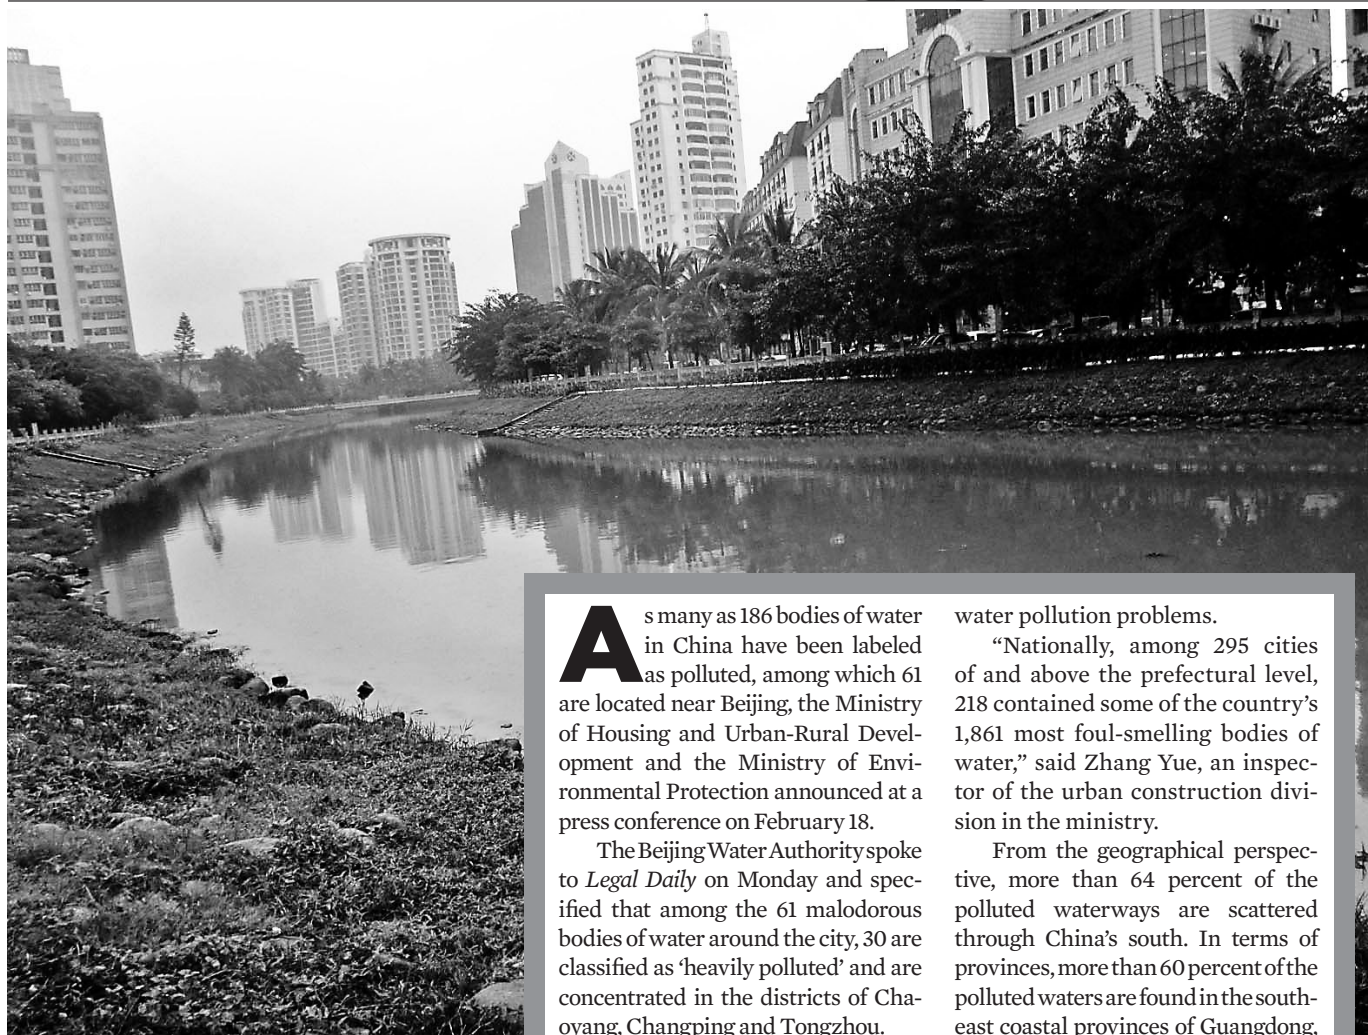 As many as 186 bodies of water
in China have been labeled
as polluted, among which 61
are located near Beijing, the Ministry
of Housing and Urban-Rural Devel-
opment and the Ministry of Envi-
ronmental Protection announced at a
press conference on February 18.
The Beijing Water Authority spoke
to Legal Daily on Monday and spec-
ified that among the 61 malodorous
bodies of water around the city, 30 are
classified as ‘heavily polluted’ and are
concentrated in the districts of Cha-
oyang, Changping and Tongzhou.
water pollution problems.
“Nationally, among 295 cities
of and above the prefectural level,
218 contained some of the country’s
1,861 most foul-smelling bodies of
water,” said Zhang Yue, an inspec-
tor of the urban construction divi-
sion in the ministry.
From the geographical perspec-
tive, more than 64 percent of the
polluted waterways are scattered
through China’s south. In terms of
provinces, more than 60 percent of the
polluted waters are found in the south-
east coastal provinces of Guangdong,